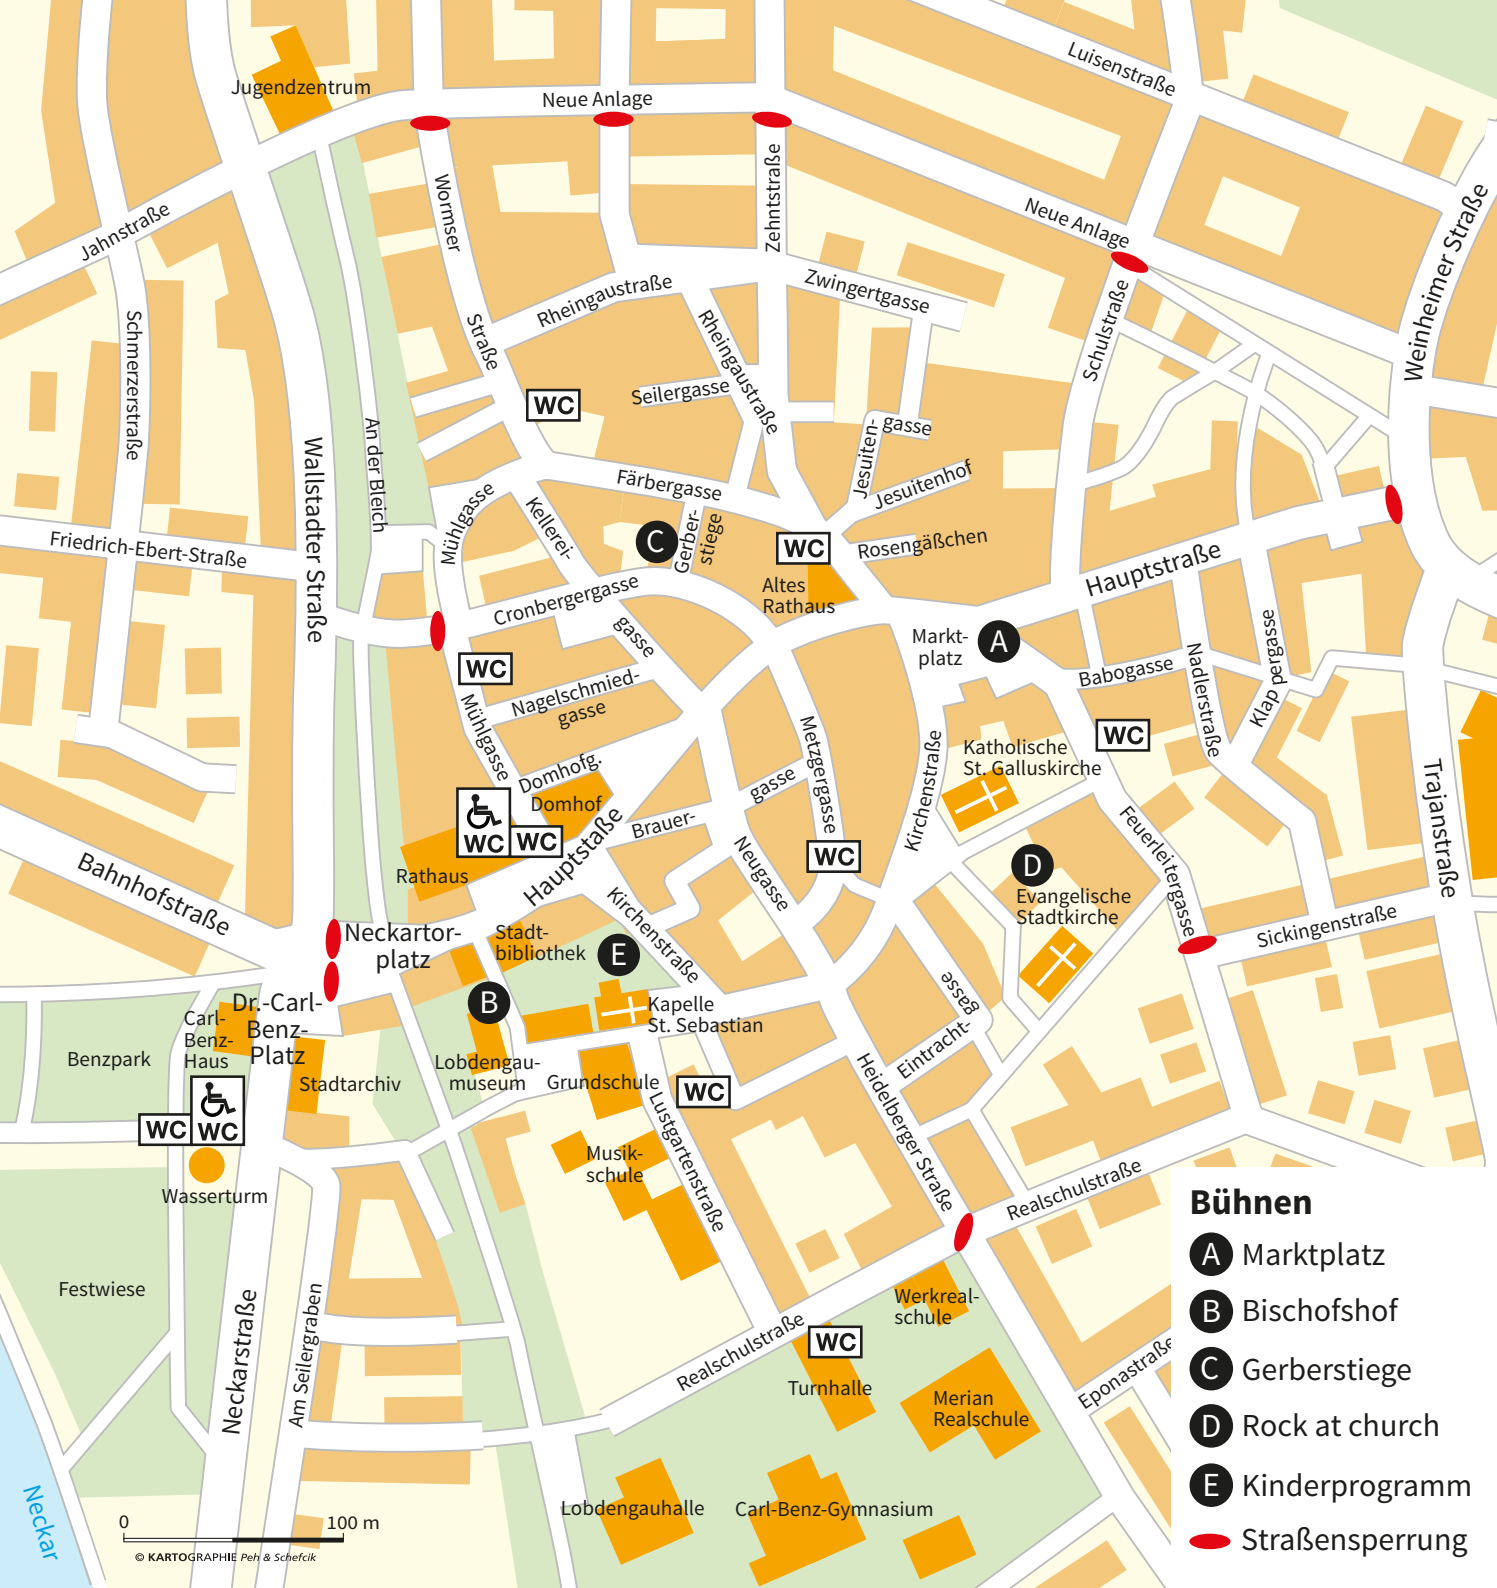 Luisenstraße
Jugendzentrum
Neue Anlage
Zehntstraße
Wormser
Straße
Neue Anlage
Weinheimer Straße
Jahnstraße
Zwingertgasse
Rheingaustraße
Schulstraße
Schmerzerstraße
Rheingaustraße
Seilergasse
WC
Jesuiten-
gasse
An der Bleich
Wallstadter Straße
Jesuitenhof
Färbergasse
Mühlgasse
Kellerei-
gasse
C
Gerber-
stiege
WC
Rosengäßchen
Friedrich-Ebert-Straße
Hauptstraße
Altes
Rathaus
Cronbergergasse
Markt-
platz
A
Klappergasse
WC
Babogasse
Nadlerstraße
Nagelschmied-
gasse
Mühlgasse
Metzgergasse
WC
Kirchenstraße
Katholische
St. Galluskirche
Domhofg.
Domhof
gasse
Brauer-
Trajanstraße
WC
WC
Hauptstaße
Neugasse
WC
Feuerleitergasse
D
Evangelische
Stadtkirche
Rathaus
Bahnhofstraße
Kirchenstraße
Sickingenstraße
Neckartor-
platz
Stadt-
bibliothek
E
B
Kapelle
St. Sebastian
gasse
Eintracht-
Dr.-Carl-
Benz-
Platz
Carl-
Benz-
Haus
Benzpark
Stadtarchiv
Lobdengau-
museum
Grundschule
WC
Heidelberger Straße
WC
WC
Lustgartenstraße
Musik-
schule
Wasserturm
Realschulstraße
Festwiese
Neckarstraße
Am Seilergraben
Werkreal-
schule
Realschulstraße
WC
Turnhalle
Merian
Realschule
Eponastraße
Lobdengauhalle
Carl-Benz-Gymnasium
Neckar
0
100 m
© KARTOGRAPHIE Peh & Schefcik
Bühnen
A Marktplatz
B Bischofshof
C Gerberstiege
D Rock at church
E Kinderprogramm
Straßensperrung